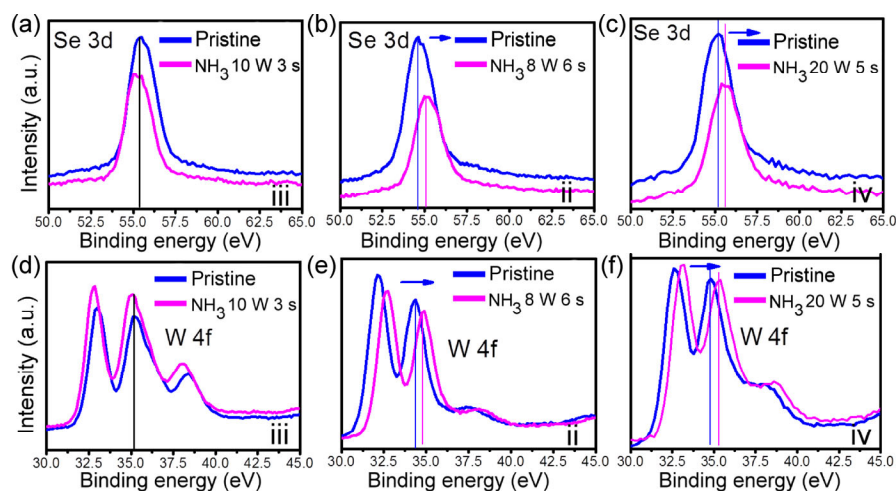 (a)
Se 3d
Pristine
NH3 10 W 3 s
iii
50.0 52.5 55.0 57.5 60.0 62.5 65.0
Binding energy (eV)
Intensity (a.u.)
(b)
Se 3d
Pristine
NH3 8 W 6 s
ii
50.0 52.5 55.0 57.5 60.0 62.5 65.0
Binding energy (eV)
(c)
Se 3d
Pristine
NH3 20 W 5 s
iv
50.0 52.5 55.0 57.5 60.0 62.5 65.0
Binding energy (eV)
(d)
Pristine
NH3 10 W 3 s
W 4f
iii
30.0 32.5 35.0 37.5 40.0 42.5 45.0
Binding energy (eV)
Intensity (a.u.)
(e)
Pristine
NH3 8 W 6 s
W 4f
ii
30.0 32.5 35.0 37.5 40.0 42.5 45.0
Binding energy (eV)
(f)
Pristine
NH3 20 W 5 s
W 4f
iv
30.0 32.5 35.0 37.5 40.0 42.5 45.0
Binding energy (eV)